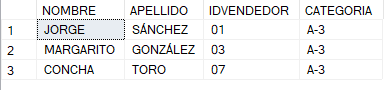 NOMBRE APELLIDO IDVENDEDOR CATEGORIA
1 JORGE SÁNCHEZ 01 A-3
2 MARGARITO GONZÁLEZ 03 A-3
3 CONCHA TORO 07 A-3